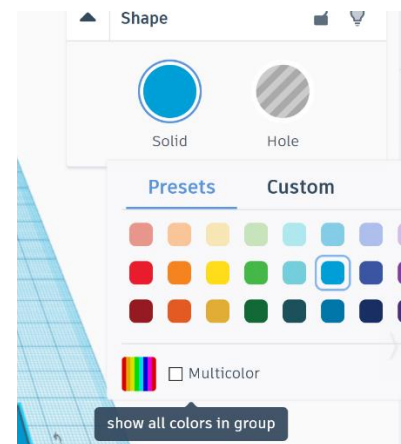 Shape
Solid Hole
Presets Custom
Multicolor
show all colors in group